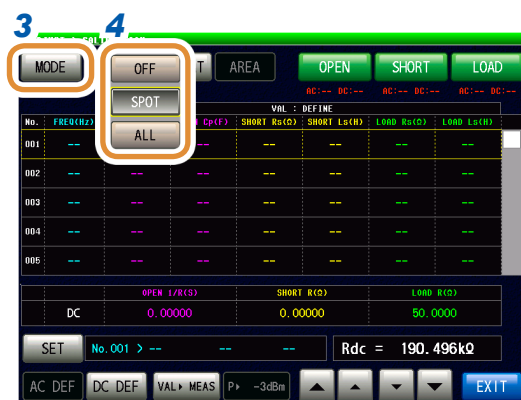 3 4
MODE OFF T AREA OPEN SHORT LOAD
SPOT AC:-- DC:-- AC:-- DC:-- AC:-- DC:--
ALL VAL : DEFINE
No. FREQ(Hz) Cp(F) SHORT Rs(Ω) SHORT Ls(H) LOAD Rs(Ω) LOAD Ls(H)
001 -- -- -- -- -- --
002 -- -- -- -- -- --
003 -- -- -- -- -- --
004 -- -- -- -- -- --
005 -- -- -- -- -- --
OPEN 1/R(S) SHORT R(Ω) LOAD R(Ω)
DC 0.00000 0.00000 50.0000
SET No.001 > -- -- -- Rdc = 190.496kΩ
AC DEF DC DEF VAL▸ MEAS P▸ -3dBm EXIT